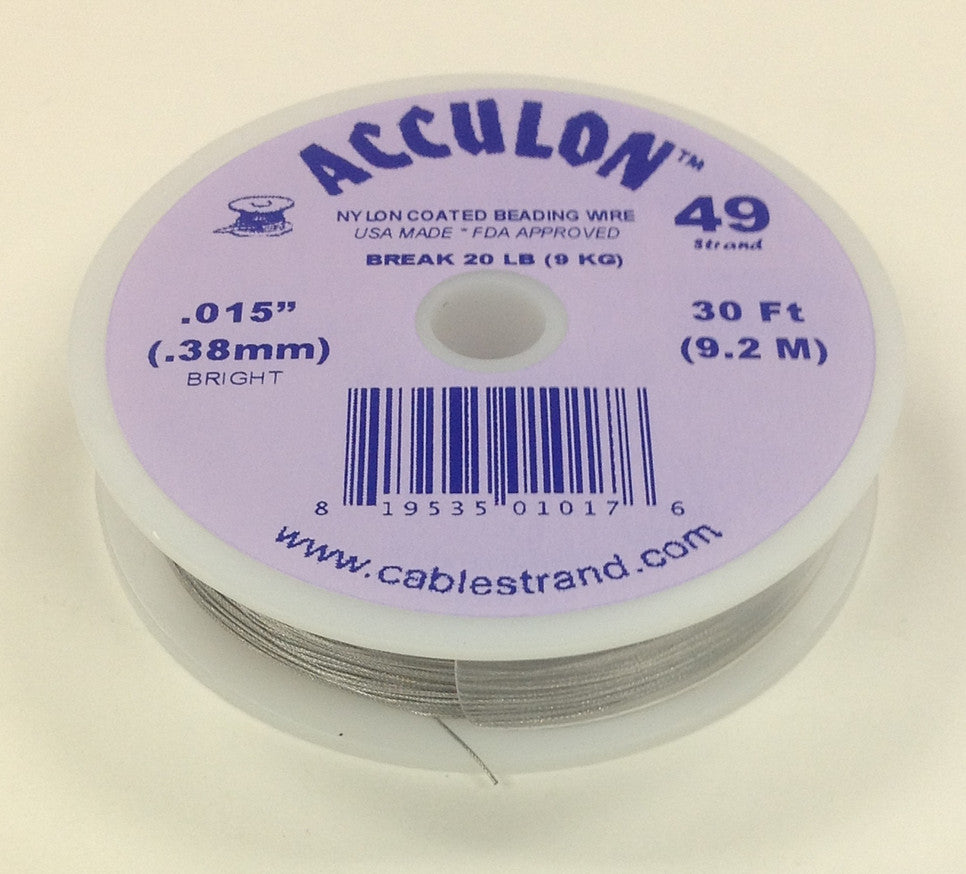 ACCULON™
NYLON COATED BEADING WIRE
USA MADE * FDA APPROVED
BREAK 20 LB (9 KG)
49
Strand
.015”
(.38mm)
BRIGHT
30 Ft
(9.2 M)
8 19535 01017 6
www.cablestrand.com